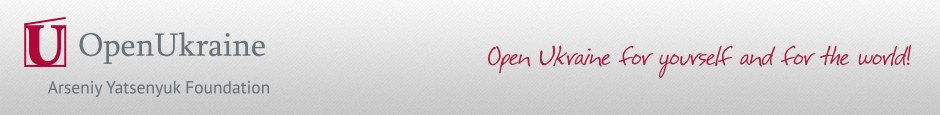 U OpenUkraine
Arseniy Yatsenyuk Foundation
Open Ukraine for yourself and for the world!